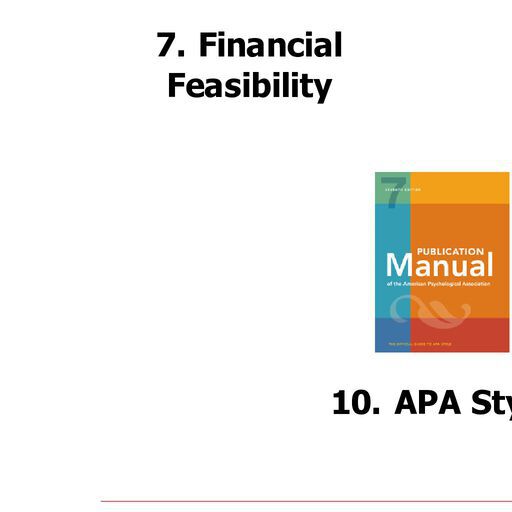 7. Financial
Feasibility
7
SEVENTH EDITION
PUBLICATION
Manual
of the American Psychological Association
THE OFFICIAL GUIDE TO APA STYLE
10. APA Sty